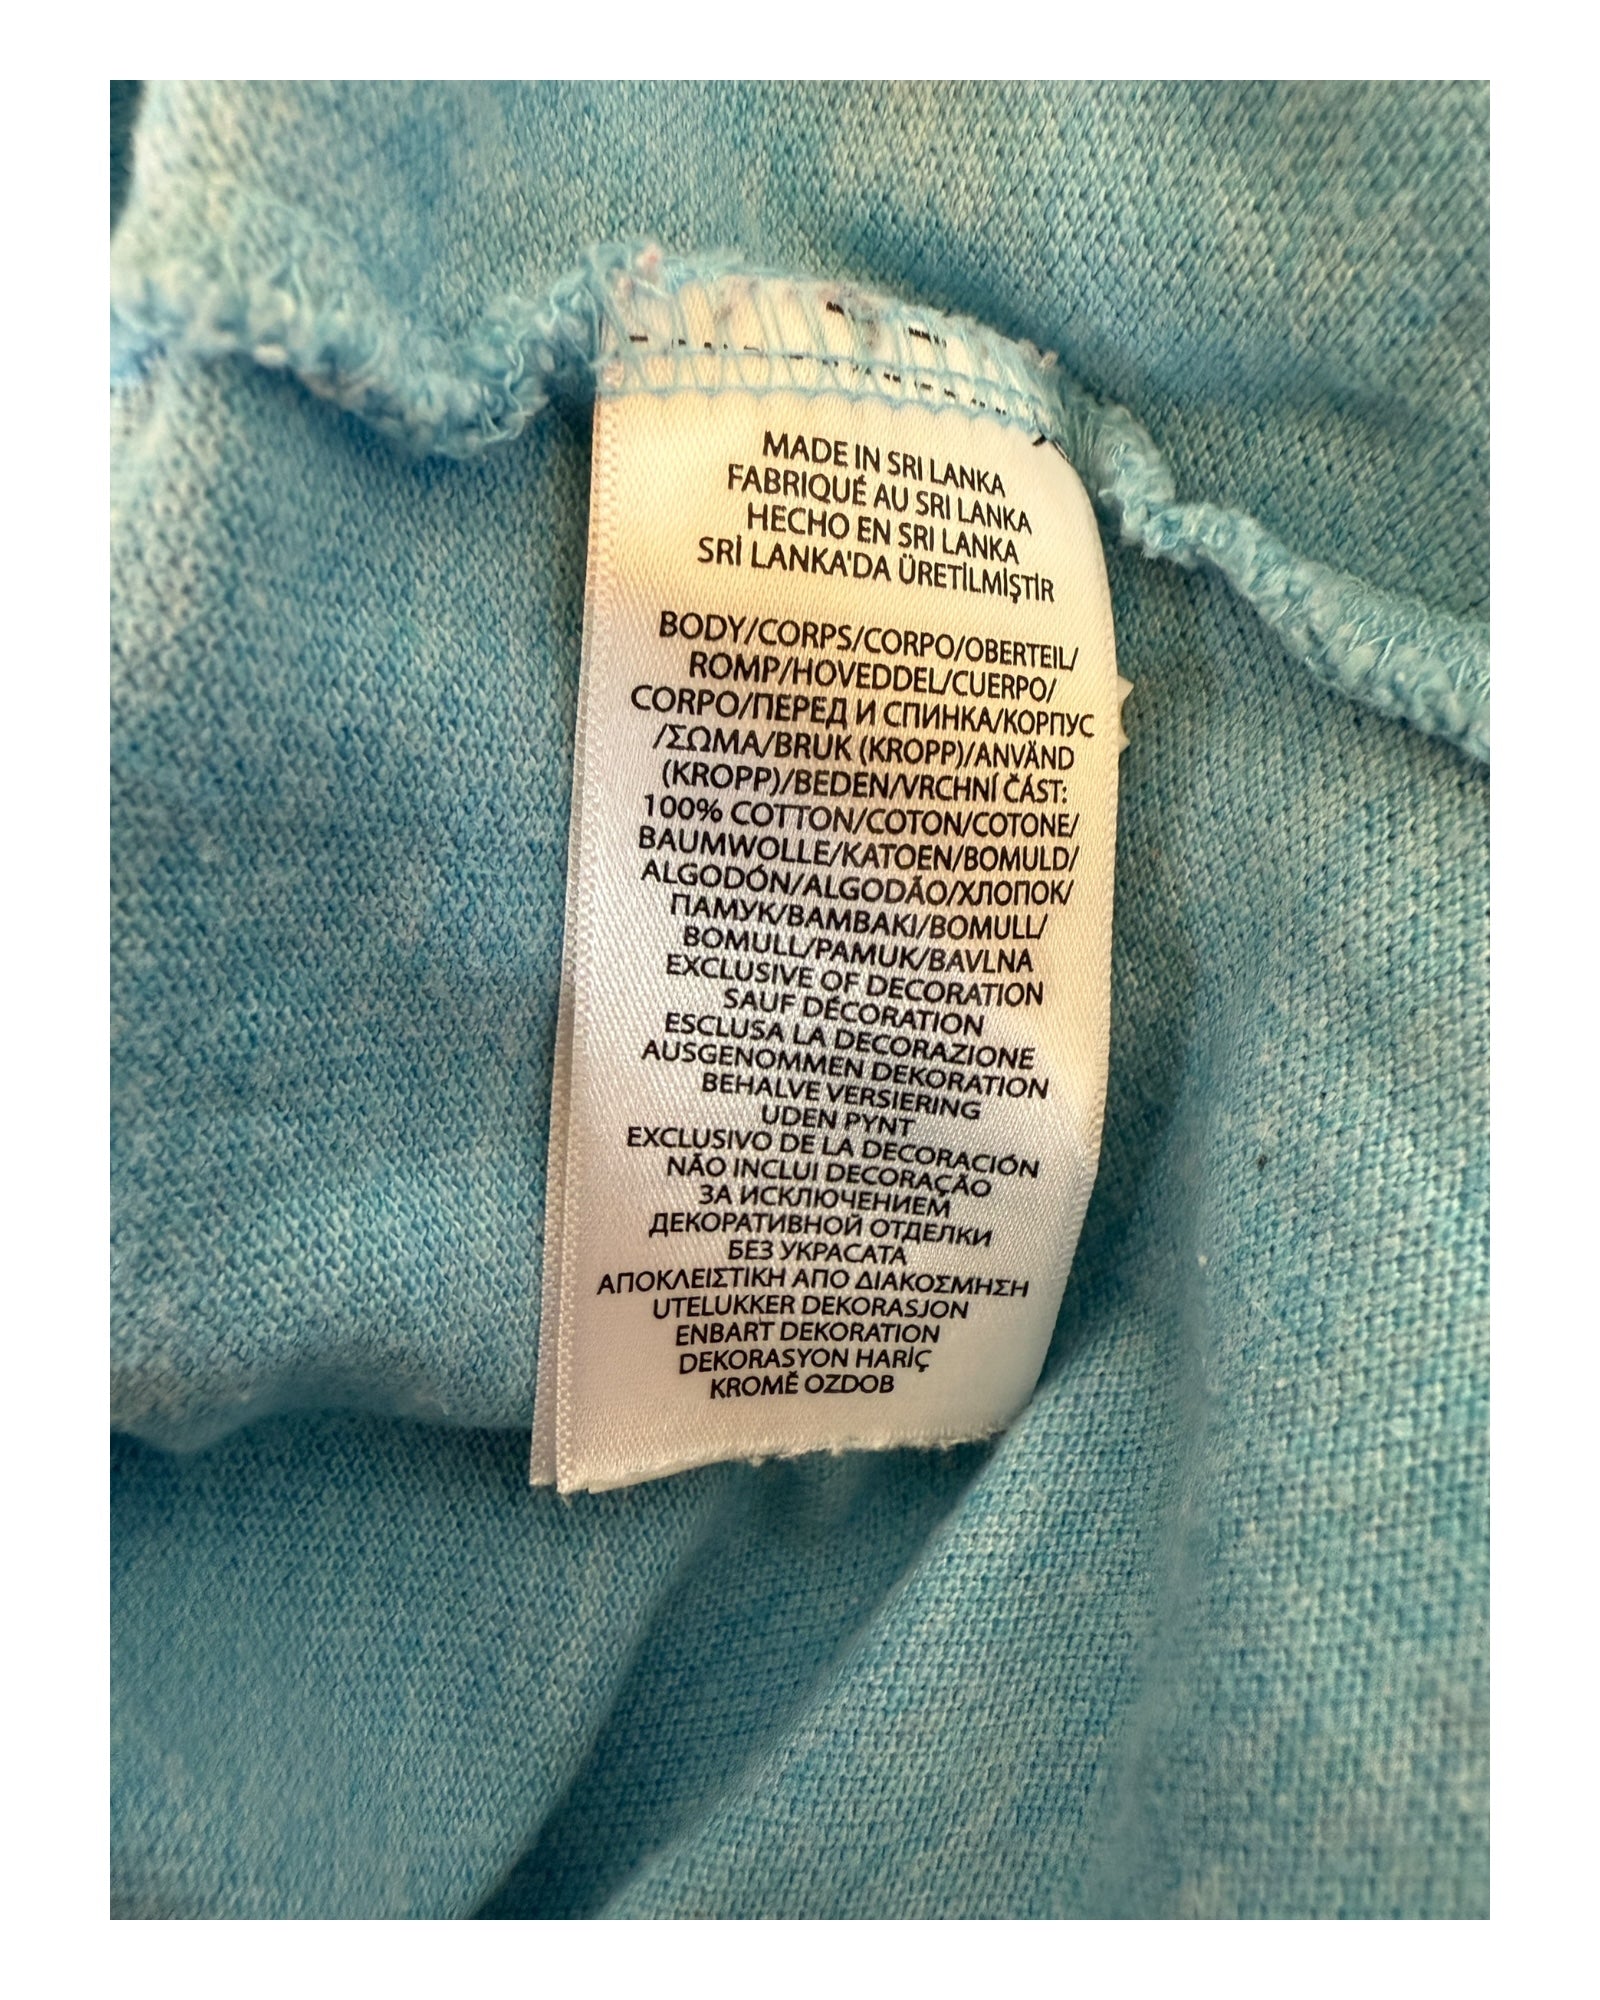 MADE IN SRI LANKA
FABRIQUÉ AU SRI LANKA
HECHO EN SRI LANKA
SRİ LANKA'DA ÜRETİLMİŞTİR
BODY/CORPS/CORPO/OBERTEIL/
ROMP/HOVEDDEL/CUERPO/
CORPO/ПЕРЕД И СПИНКА/КОРПУС
/ΣΩΜΑ/BRUK (KROPP)/ANVÄND
(KROPP)/BEDEN/VRCHNÍ ČÁST:
100% COTTON/COTON/COTONE/
BAUMWOLLE/KATOEN/BOMULD/
ALGODÓN/ALGODÃO/ХЛОПОК/
ПАМУК/BAMBAKI/BOMULL/
BOMULL/PAMUK/BAVLNA
EXCLUSIVE OF DECORATION
SAUF DÉCORATION
ESCLUSA LA DECORAZIONE
AUSGENOMMEN DEKORATION
BEHALVE VERSIERING
UDEN PYNT
EXCLUSIVO DE LA DECORACIÓN
NÃO INCLUI DECORAÇÃO
ЗА ИСКЛЮЧЕНИЕМ
ДЕКОРАТИВНОЙ ОТДЕЛКИ
БЕЗ УКРАСАТА
ΑΠΟΚΛΕΙΣΤΙΚΗ ΑΠΟ ΔΙΑΚΟΣΜΗΣΗ
UTELUKKER DEKORASJON
ENBART DEKORATION
DEKORASYON HARİÇ
KROMĚ OZDOB